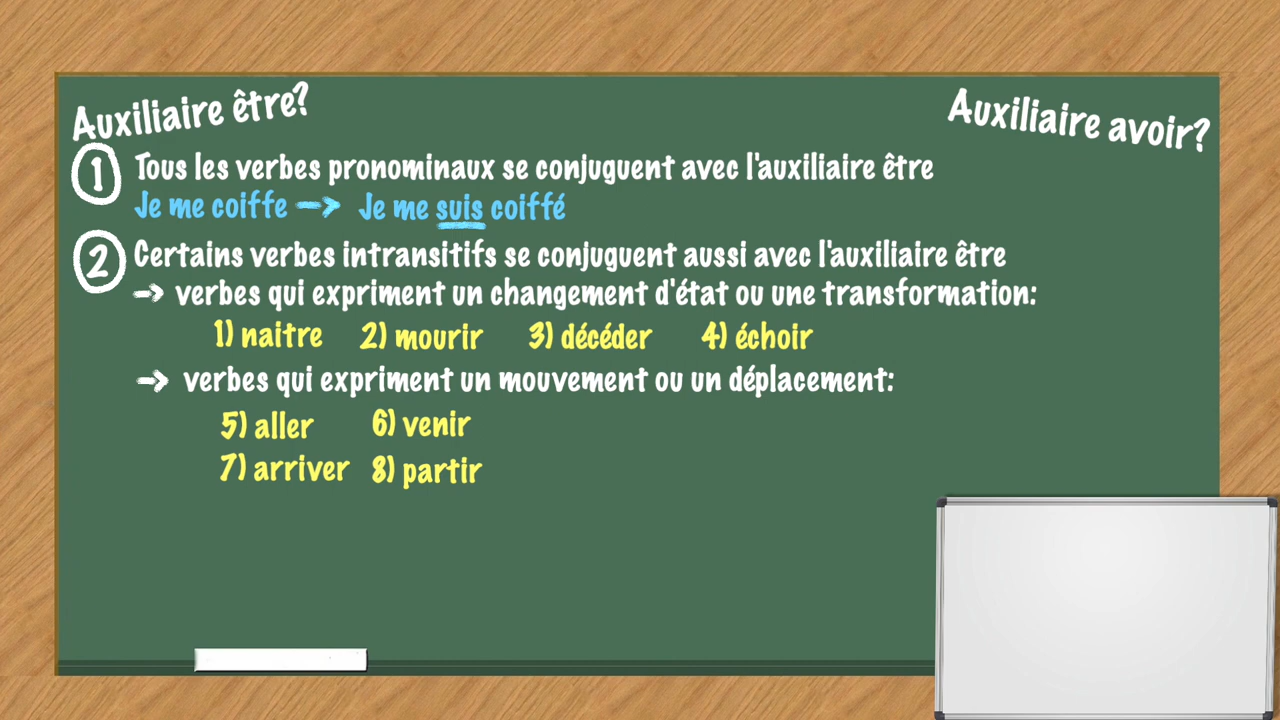 Auxiliaire être?
Auxiliaire avoir?
1 Tous les verbes pronominaux se conjuguent avec l'auxiliaire être
Je me coiffe → Je me suis coiffé
2 Certains verbes intransitifs se conjuguent aussi avec l'auxiliaire être
→ verbes qui expriment un changement d'état ou une transformation:
1) naitre 2) mourir 3) décéder 4) échoir
→ verbes qui expriment un mouvement ou un déplacement:
5) aller 6) venir
7) arriver 8) partir